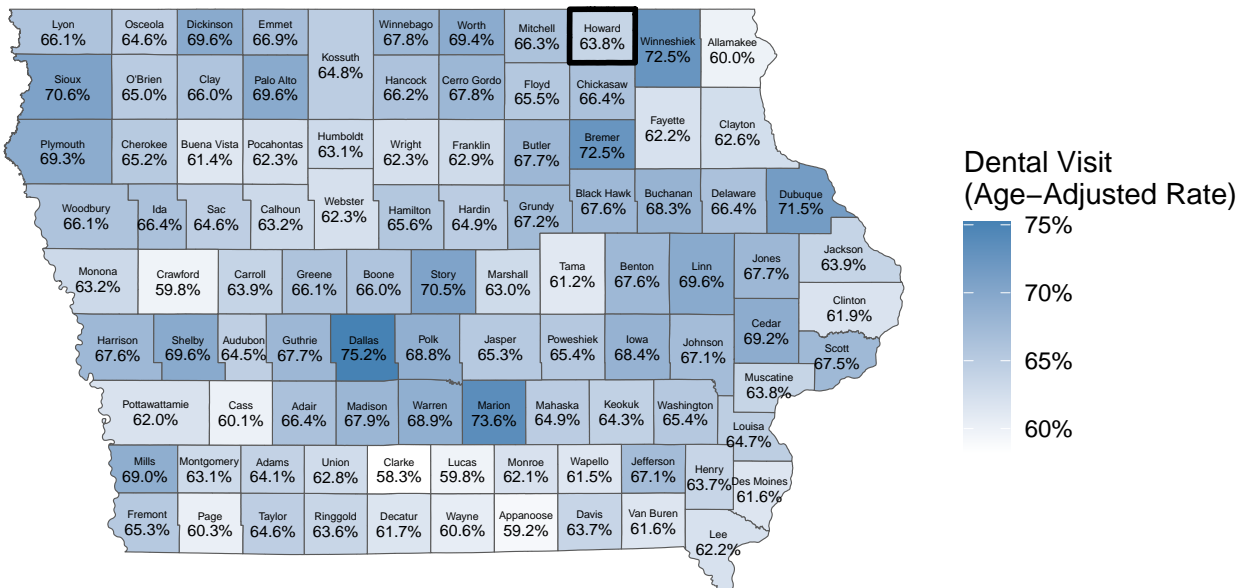 Lyon
66.1%
Osceola
64.6%
Dickinson
69.6%
Emmet
66.9%
Kossuth
64.8%
Winnebago
67.8%
Worth
69.4%
Mitchell
66.3%
Howard
63.8%
Winneshiek
72.5%
Allamakee
60.0%
Sioux
70.6%
O'Brien
65.0%
Clay
66.0%
Palo Alto
69.6%
Hancock
66.2%
Cerro Gordo
67.8%
Floyd
65.5%
Chickasaw
66.4%
Plymouth
69.3%
Cherokee
65.2%
Buena Vista
61.4%
Pocahontas
62.3%
Humboldt
63.1%
Wright
62.3%
Franklin
62.9%
Butler
67.7%
Bremer
72.5%
Fayette
62.2%
Clayton
62.6%
Woodbury
66.1%
Ida
66.4%
Sac
64.6%
Calhoun
63.2%
Webster
62.3%
Hamilton
65.6%
Hardin
64.9%
Grundy
67.2%
Black Hawk
67.6%
Buchanan
68.3%
Delaware
66.4%
Dubuque
71.5%
Monona
63.2%
Crawford
59.8%
Carroll
63.9%
Greene
66.1%
Boone
66.0%
Story
70.5%
Marshall
63.0%
Tama
61.2%
Benton
67.6%
Linn
69.6%
Jones
67.7%
Jackson
63.9%
Clinton
61.9%
Harrison
67.6%
Shelby
69.6%
Audubon
64.5%
Guthrie
67.7%
Dallas
75.2%
Polk
68.8%
Jasper
65.3%
Poweshiek
65.4%
Iowa
68.4%
Johnson
67.1%
Cedar
69.2%
Scott
67.5%
Muscatine
63.8%
Pottawattamie
62.0%
Cass
60.1%
Adair
66.4%
Madison
67.9%
Warren
68.9%
Marion
73.6%
Mahaska
64.9%
Keokuk
64.3%
Washington
65.4%
Louisa
64.7%
Mills
69.0%
Montgomery
63.1%
Adams
64.1%
Union
62.8%
Clarke
58.3%
Lucas
59.8%
Monroe
62.1%
Wapello
61.5%
Jefferson
67.1%
Henry
63.7%
Des Moines
61.6%
Fremont
65.3%
Page
60.3%
Taylor
64.6%
Ringgold
63.6%
Decatur
61.7%
Wayne
60.6%
Appanoose
59.2%
Davis
63.7%
Van Buren
61.6%
Lee
62.2%
Dental Visit
(Age−Adjusted Rate)
75%
70%
65%
60%